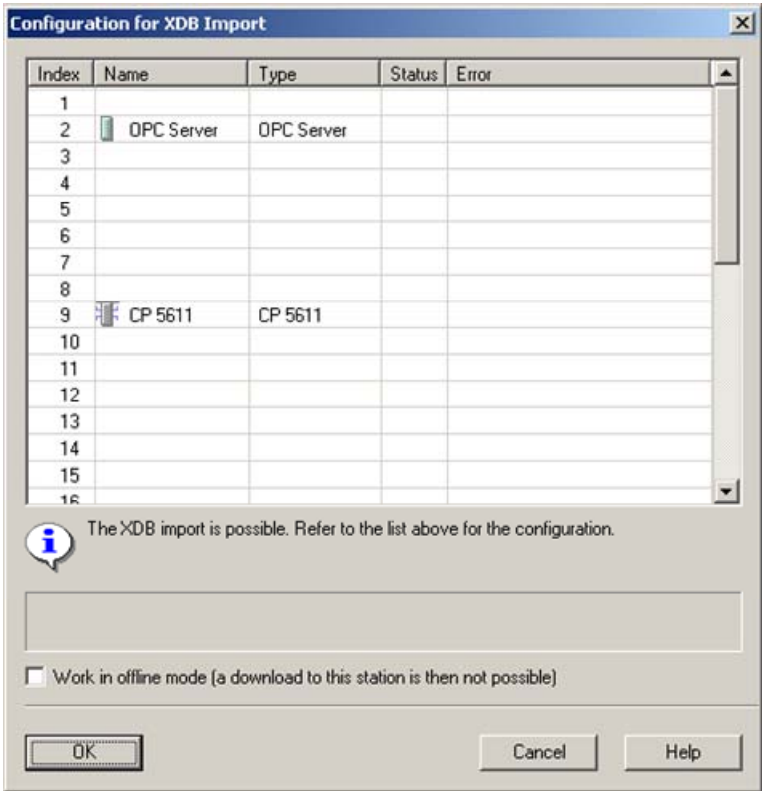 Configuration for XDB Import
Index Name Type Status Error
1
2 OPC Server OPC Server
3
4
5
6
7
8
9 CP 5611 CP 5611
10
11
12
13
14
15
16
The XDB import is possible. Refer to the list above for the configuration.
Work in offline mode (a download to this station is then not possible)
OK Cancel Help